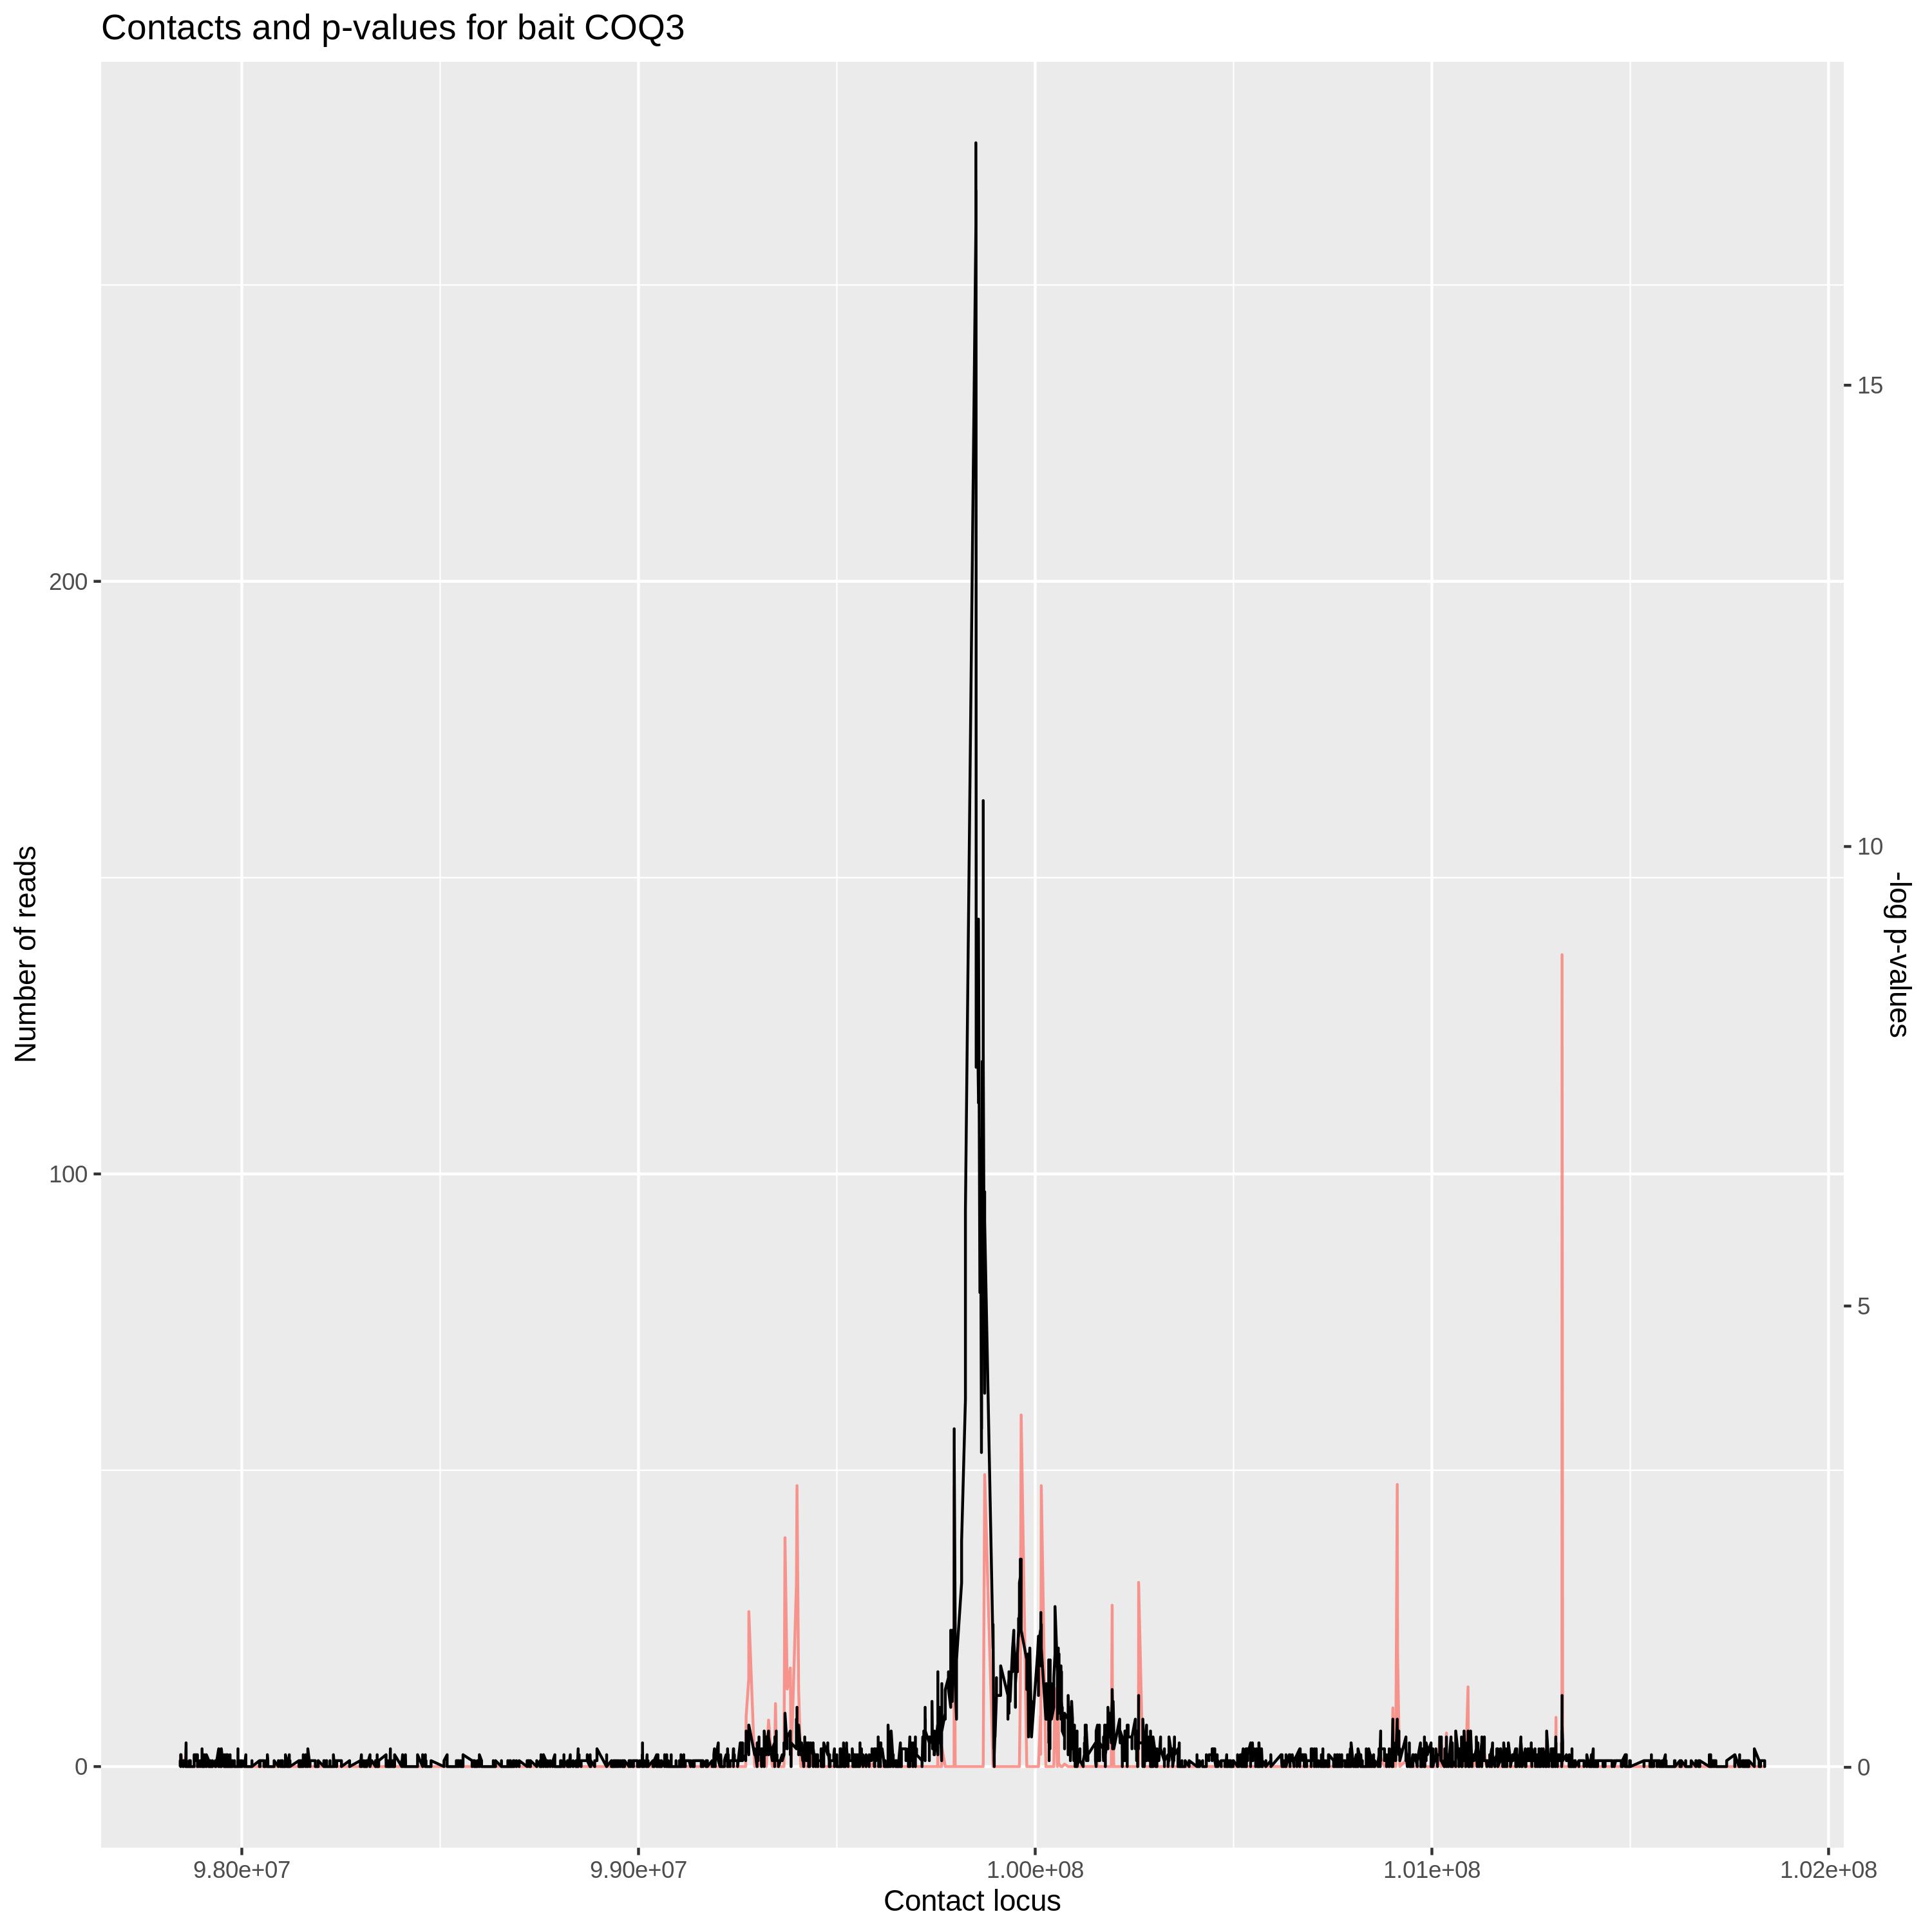 Contacts and p-values for bait COQ3
Number of reads
200
100
0
15
10
5
0
-log p-values
9.80e+07
9.90e+07
1.00e+08
1.01e+08
1.02e+08
Contact locus